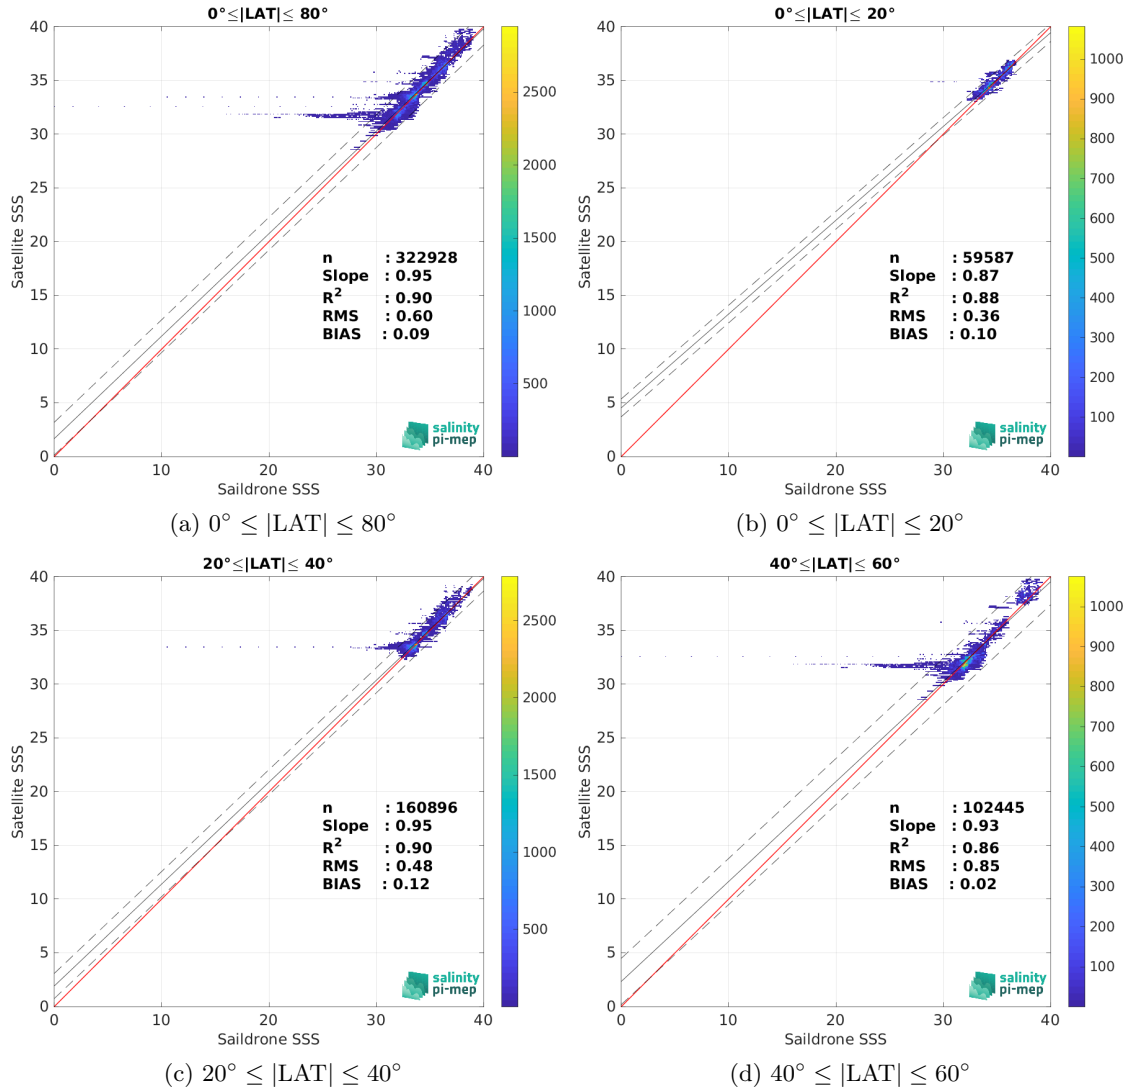 0°≤|LAT|≤ 80°
40
35
30
25
20
15
10
5
0
Satellite SSS
n : 322928
Slope : 0.95
R² : 0.90
RMS : 0.60
BIAS : 0.09
salinity
pi-mep
0 10 20 30 40
Saildrone SSS
2500
2000
1500
1000
500
(a) 0° ≤ |LAT| ≤ 80°
0°≤|LAT|≤ 20°
40
35
30
25
20
15
10
5
0
Satellite SSS
n : 59587
Slope : 0.87
R² : 0.88
RMS : 0.36
BIAS : 0.10
salinity
pi-mep
0 10 20 30 40
Saildrone SSS
1000
900
800
700
600
500
400
300
200
100
(b) 0° ≤ |LAT| ≤ 20°
20°≤|LAT|≤ 40°
40
35
30
25
20
15
10
5
0
Satellite SSS
n : 160896
Slope : 0.95
R² : 0.90
RMS : 0.48
BIAS : 0.12
salinity
pi-mep
0 10 20 30 40
Saildrone SSS
2500
2000
1500
1000
500
(c) 20° ≤ |LAT| ≤ 40°
40°≤|LAT|≤ 60°
40
35
30
25
20
15
10
5
0
Satellite SSS
n : 102445
Slope : 0.93
R² : 0.86
RMS : 0.85
BIAS : 0.02
salinity
pi-mep
0 10 20 30 40
Saildrone SSS
1000
900
800
700
600
500
400
300
200
100
(d) 40° ≤ |LAT| ≤ 60°